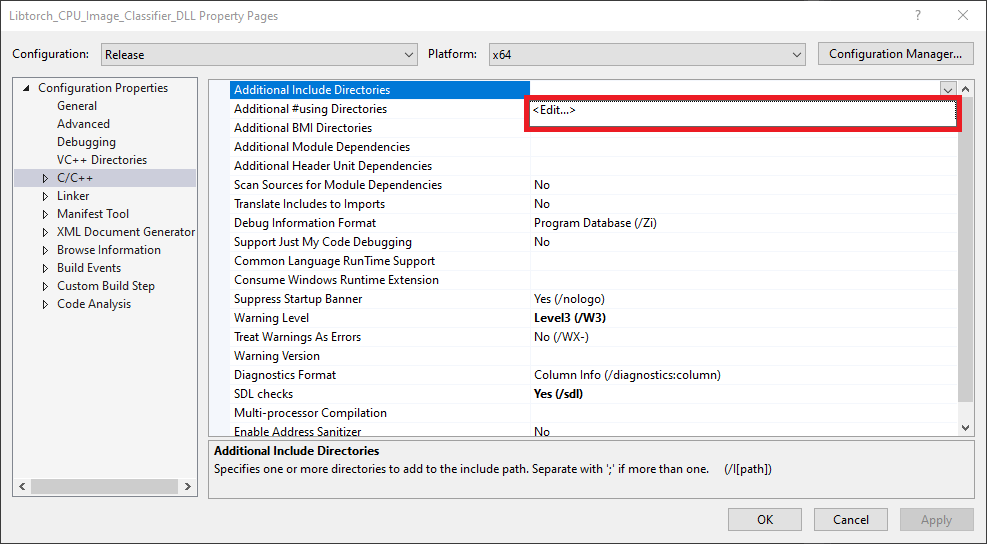 Libtorch_CPU_Image_Classifier_DLL Property Pages
?
Configuration: Release Platform: x64 Configuration Manager...
Configuration Properties
General
Advanced
Debugging
VC++ Directories
C/C++
Linker
Manifest Tool
XML Document Generator
Browse Information
Build Events
Custom Build Step
Code Analysis
Additional Include Directories
<Edit...>
Additional #using Directories
Additional BMI Directories
Additional Module Dependencies
Additional Header Unit Dependencies
Scan Sources for Module Dependencies No
Translate Includes to Imports No
Debug Information Format Program Database (/Zi)
Support Just My Code Debugging No
Common Language RunTime Support
Consume Windows Runtime Extension
Suppress Startup Banner Yes (/nologo)
Warning Level Level3 (/W3)
Treat Warnings As Errors No (/WX-)
Warning Version
Diagnostics Format Column Info (/diagnostics:column)
SDL checks Yes (/sdl)
Multi-processor Compilation
Enable Address Sanitizer No
Additional Include Directories
Specifies one or more directories to add to the include path. Separate with ';' if more than one. (/I[path])
OK Cancel Apply